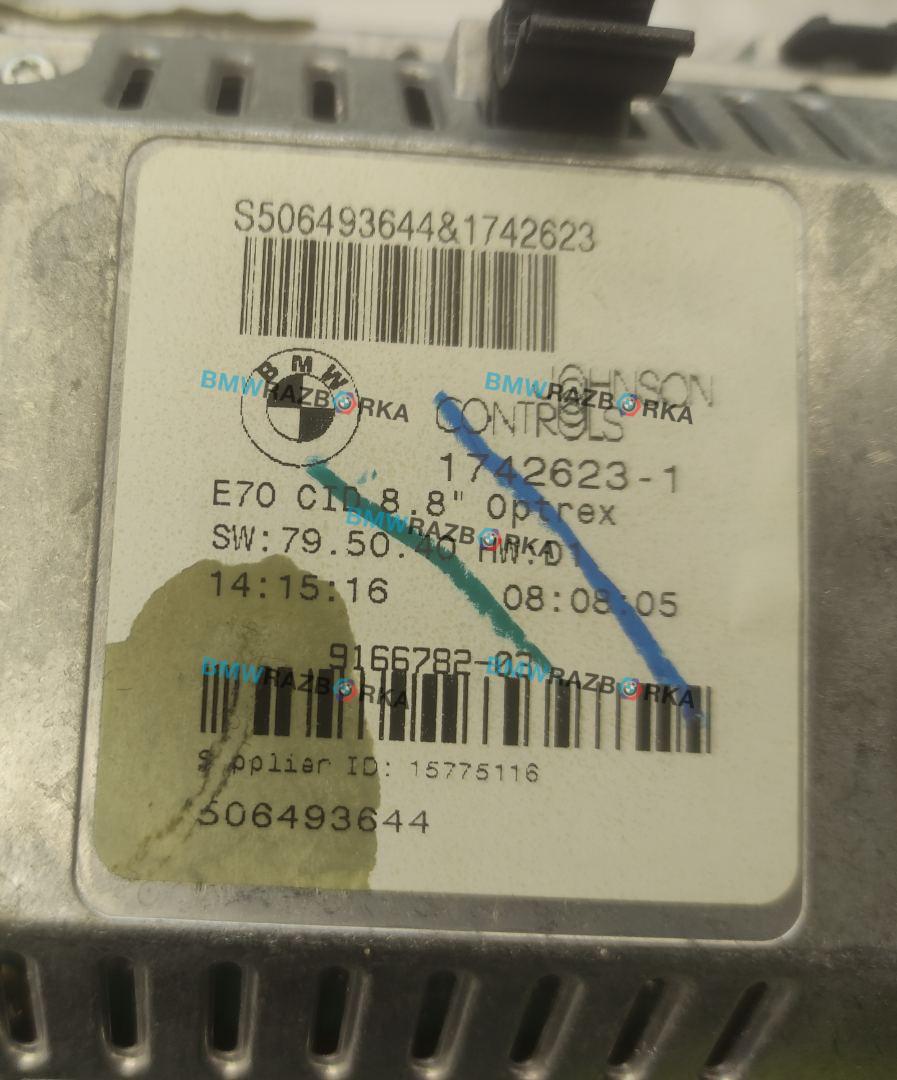 S506493644&1742623
BMW
JOHNSON
CONTROLS
1742623-1
E70 CID 8.8" Optrex
SW:79.50.40 HW:D1
14:15:16 08:08:05
9166782-02
Supplier ID: 15775116
506493644
BMWRAZBORKA
BMWRAZBORKA
BMWRAZBORKA
BMWRAZBORKA
BMWRAZBORKA